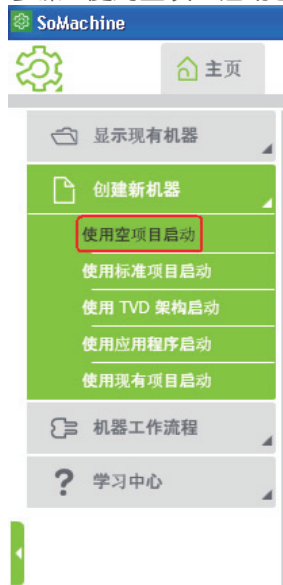 SoMachine
主页
显示现有机器
创建新机器
使用空项目启动
使用标准项目启动
使用 TVD 架构启动
使用应用程序启动
使用现有项目启动
机器工作流程
? 学习中心